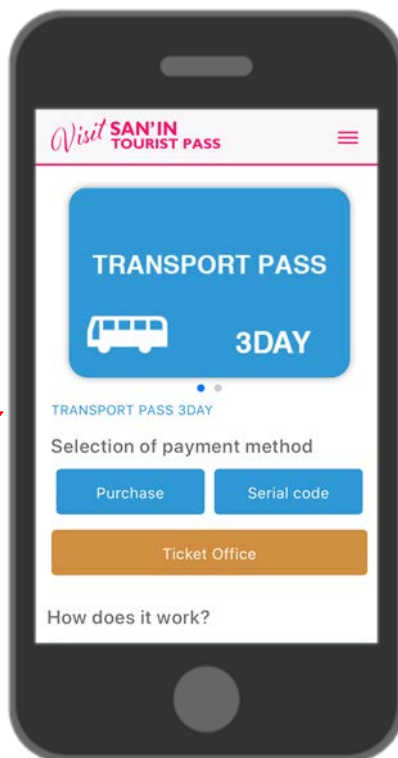 Visit SAN'IN
TOURIST PASS
TRANSPORT PASS
3DAY
TRANSPORT PASS 3DAY
Selection of payment method
Purchase
Serial code
Ticket Office
How does it work?